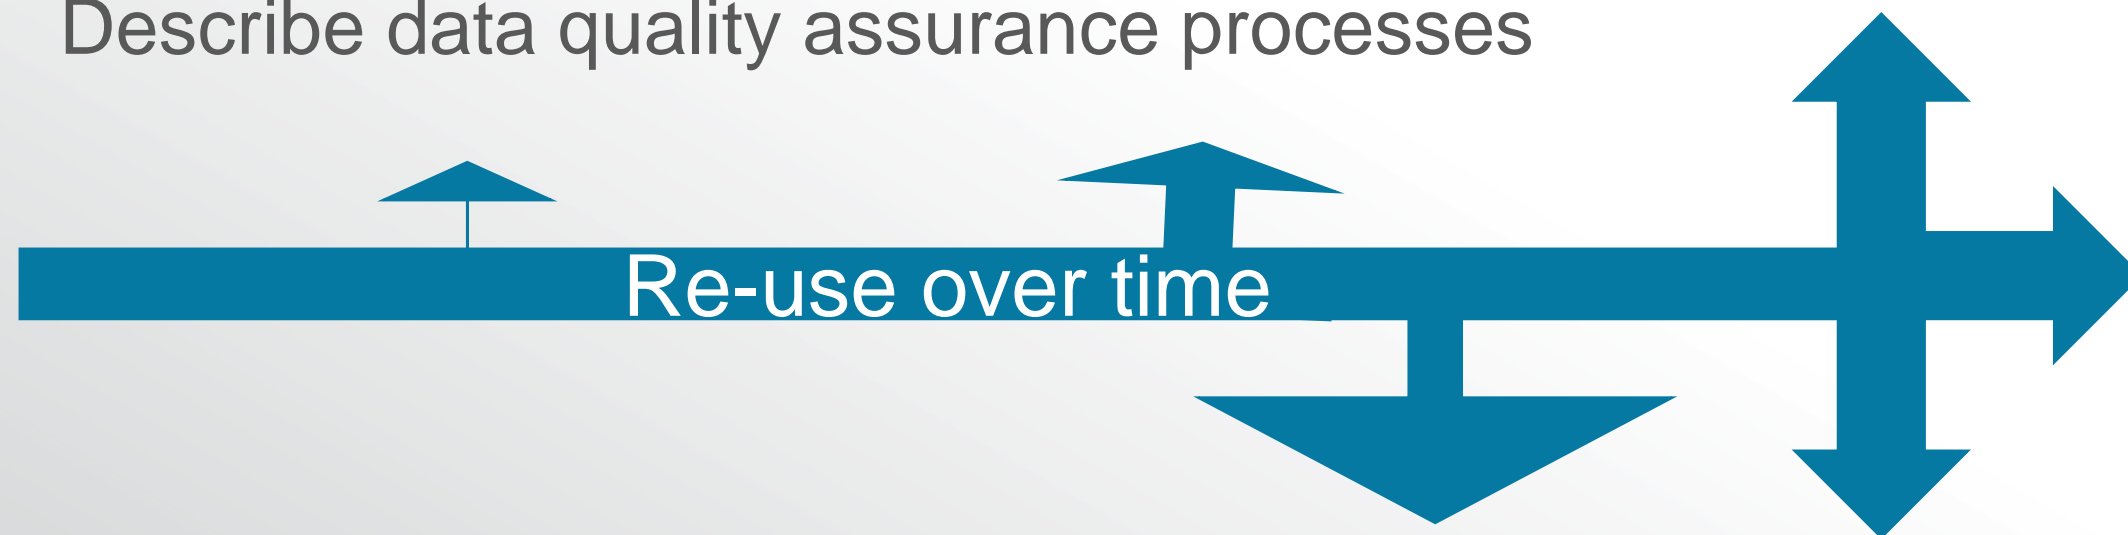 Describe data quality assurance processes
Re-use over time